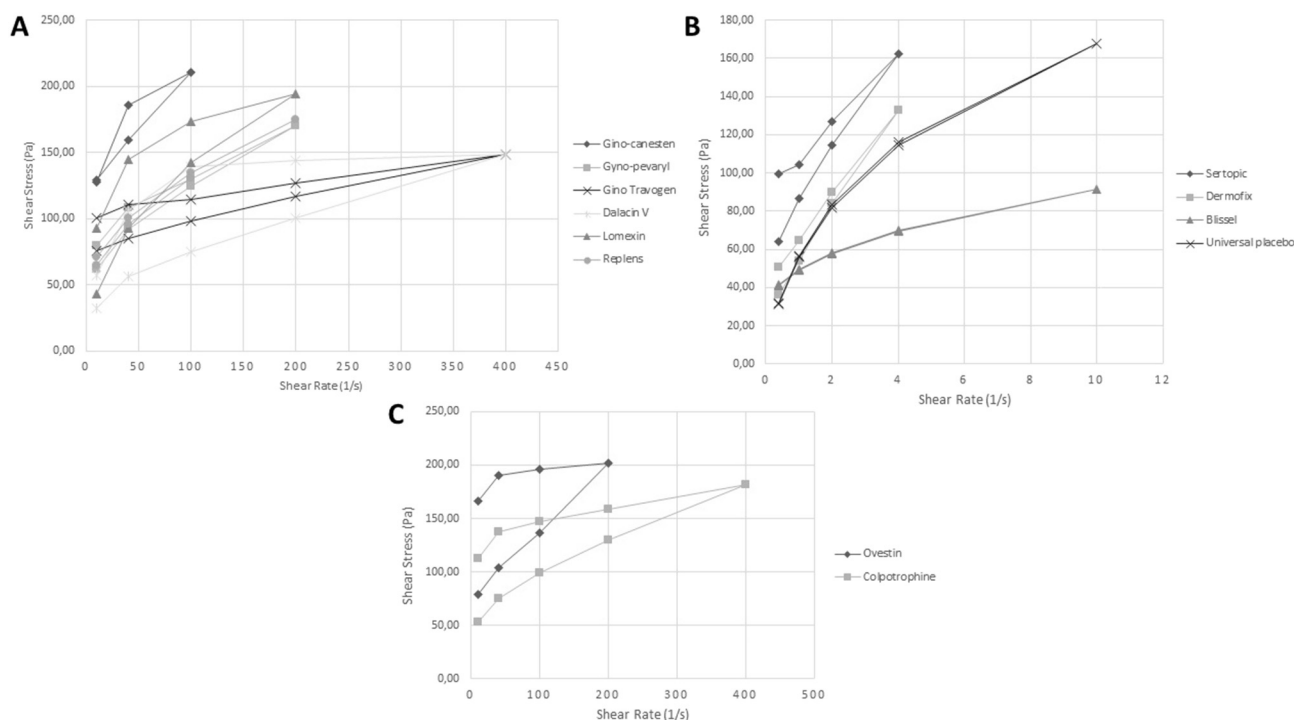 A
250,00
200,00
150,00
100,00
50,00
0,00
Shear Stress (Pa)
0 50 100 150 200 250 300 350 400 450
Shear Rate (1/s)
Gino-canesten
Gyno-pevaryl
Gino Travogen
Dalacin V
Lomexin
Replens
B
180,00
160,00
140,00
120,00
100,00
80,00
60,00
40,00
20,00
0,00
Shear Stress (Pa)
0 2 4 6 8 10 12
Shear Rate (1/s)
Sertopic
Dermofix
Blissel
Universal placebo
C
250,00
200,00
150,00
100,00
50,00
0,00
Shear Stress (Pa)
0 100 200 300 400 500
Shear Rate (1/s)
Ovestin
Colpotrophine